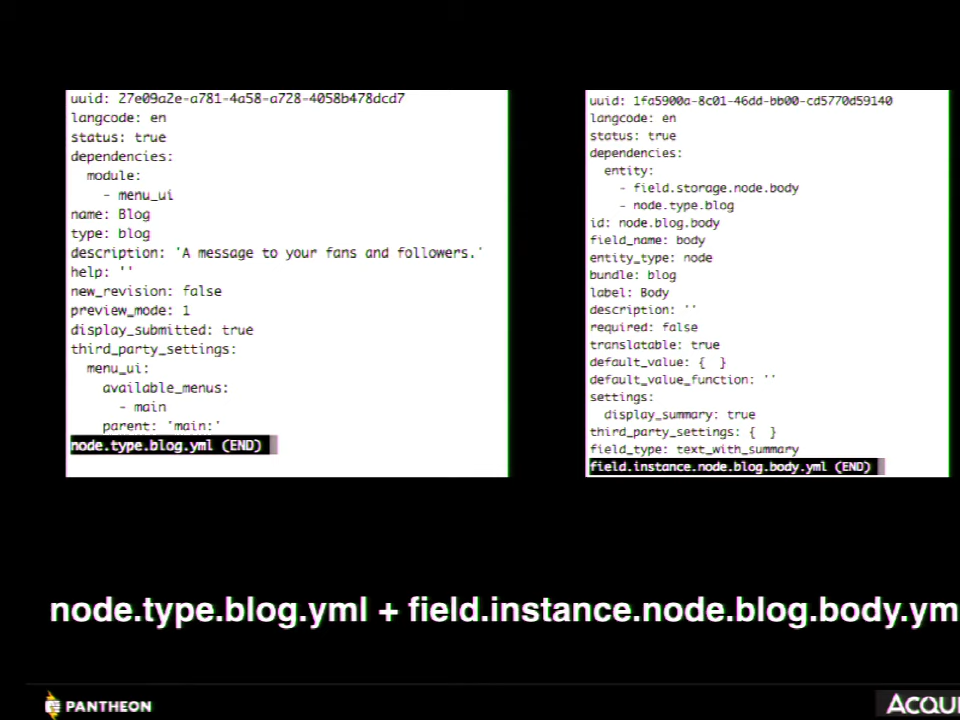 uuid: 27e09a2e-a781-4a58-a728-4058b478dcd7
langcode: en
status: true
dependencies:
  module:
    - menu_ui
name: Blog
type: blog
description: 'A message to your fans and followers.'
help: ''
new_revision: false
preview_mode: 1
display_submitted: true
third_party_settings:
  menu_ui:
    available_menus:
      - main
    parent: 'main:'
node.type.blog.yml (END)
uuid: 1fa5900a-8c01-46dd-bb00-cd5770d59140
langcode: en
status: true
dependencies:
  entity:
    - field.storage.node.body
    - node.type.blog
id: node.blog.body
field_name: body
entity_type: node
bundle: blog
label: Body
description: ''
required: false
translatable: true
default_value: {  }
default_value_function: ''
settings:
  display_summary: true
third_party_settings: {  }
field_type: text_with_summary
field.instance.node.blog.body.yml (END)
node.type.blog.yml + field.instance.node.blog.body.ym
PANTHEON
ACQU